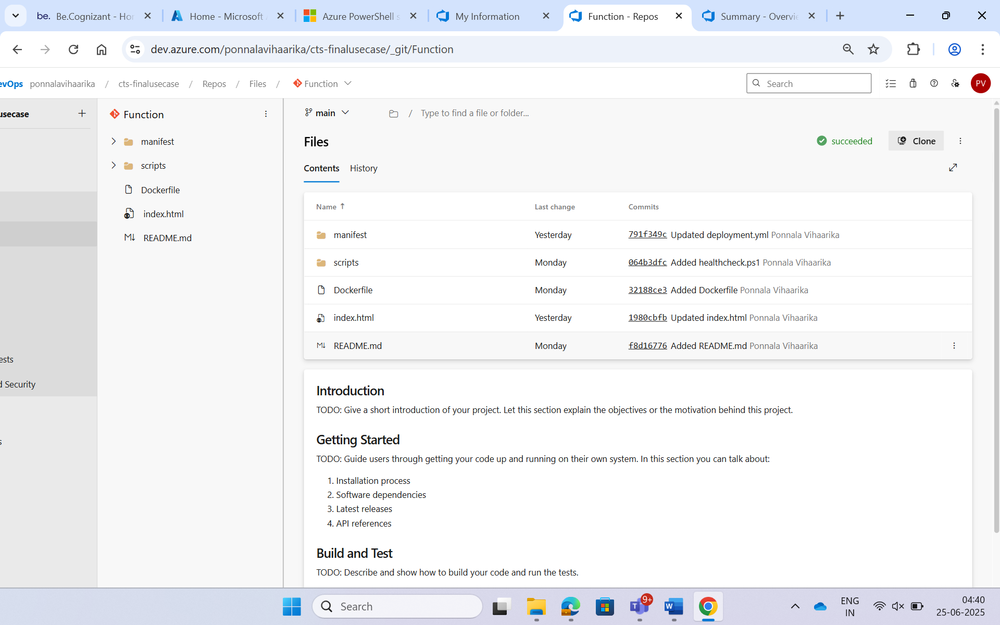 be. Be.Cognizant - Hor
Home - Microsoft A
Azure PowerShell s
My Information
Function - Repos
Summary - Overvie
dev.azure.com/ponnalavihaarika/cts-finalusecase/_git/Function
evOps ponnalavihaarika / cts-finalusecase / Repos / Files / Function
Search
PV
usecase
Function
manifest
scripts
Dockerfile
index.html
README.md
ests
d Security
s
main
/ Type to find a file or folder...
Files
succeeded
Clone
Contents History
Name ↑ Last change Commits
manifest Yesterday 791f349c Updated deployment.yml Ponnala Vihaarika
scripts Monday 064b3dfc Added healthcheck.ps1 Ponnala Vihaarika
Dockerfile Monday 32188ce3 Added Dockerfile Ponnala Vihaarika
index.html Yesterday 1980cbfb Updated index.html Ponnala Vihaarika
M↓ README.md Monday f8d16776 Added README.md Ponnala Vihaarika
Introduction
TODO: Give a short introduction of your project. Let this section explain the objectives or the motivation behind this project.
Getting Started
TODO: Guide users through getting your code up and running on their own system. In this section you can talk about:
1. Installation process
2. Software dependencies
3. Latest releases
4. API references
Build and Test
TODO: Describe and show how to build your code and run the tests.
Search
9+
ENG
IN
04:40
25-06-2025